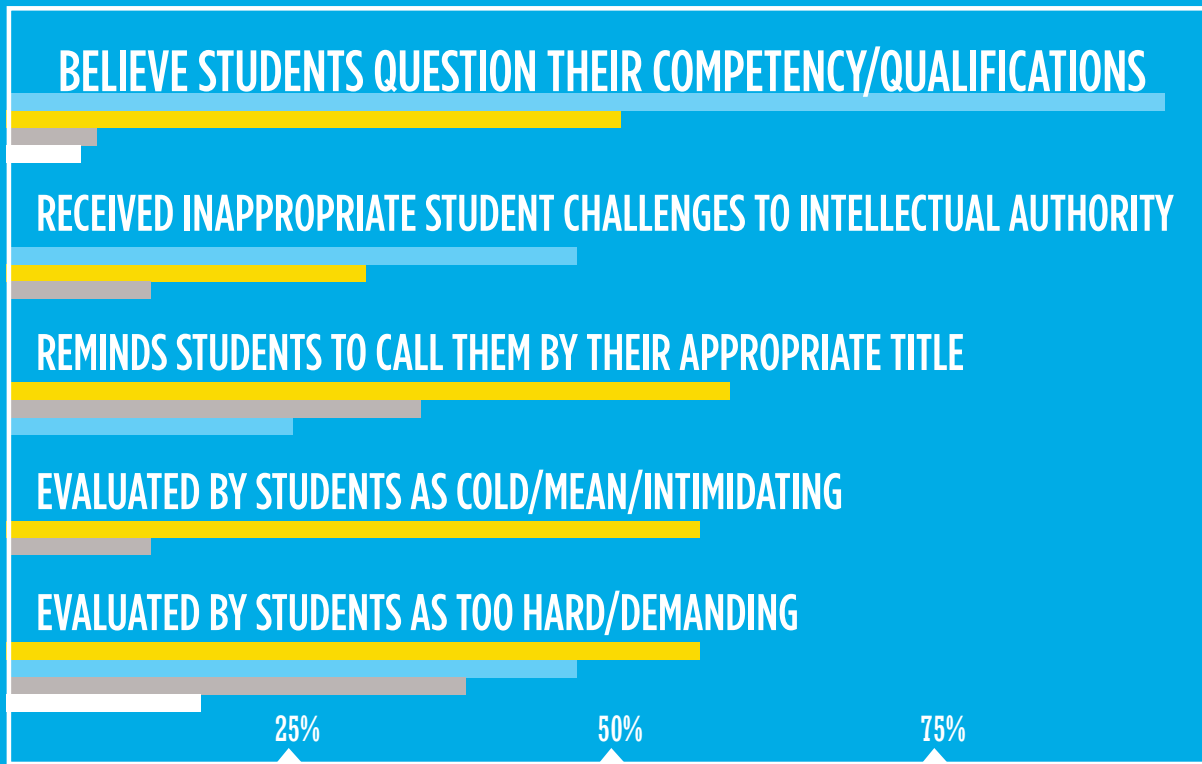 BELIEVE STUDENTS QUESTION THEIR COMPETENCY/QUALIFICATIONS
RECEIVED INAPPROPRIATE STUDENT CHALLENGES TO INTELLECTUAL AUTHORITY
REMINDS STUDENTS TO CALL THEM BY THEIR APPROPRIATE TITLE
EVALUATED BY STUDENTS AS COLD/MEAN/INTIMIDATING
EVALUATED BY STUDENTS AS TOO HARD/DEMANDING
25% 50% 75%